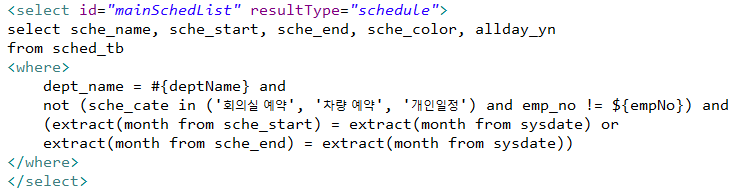 <select id="mainSchedList" resultType="schedule">
select sche_name, sche_start, sche_end, sche_color, allday_yn
from sched_tb
<where>
dept_name = #{deptName} and
not (sche_cate in ('회의실 예약', '차량 예약', '개인일정') and emp_no != ${empNo}) and
(extract(month from sche_start) = extract(month from sysdate) or
extract(month from sche_end) = extract(month from sysdate))
</where>
</select>